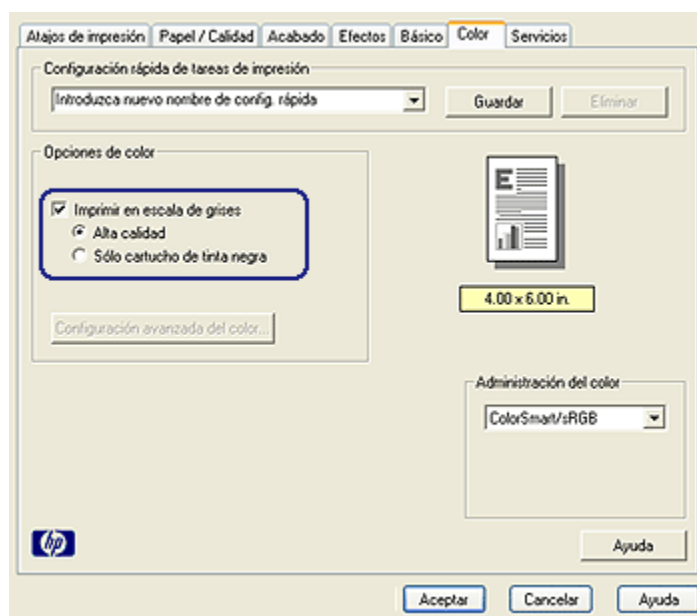 Atajos de impresión Papel / Calidad Acabado Efectos Básico Color Servicios
Configuración rápida de tareas de impresión
Introduzca nuevo nombre de config. rápida Guardar Eliminar
Opciones de color
Imprimir en escala de grises
Alta calidad
Sólo cartucho de tinta negra
E
4.00 x 6.00 in.
Configuración avanzada del color...
Administración del color
ColorSmart/sRGB
hp
Ayuda
Aceptar Cancelar Ayuda